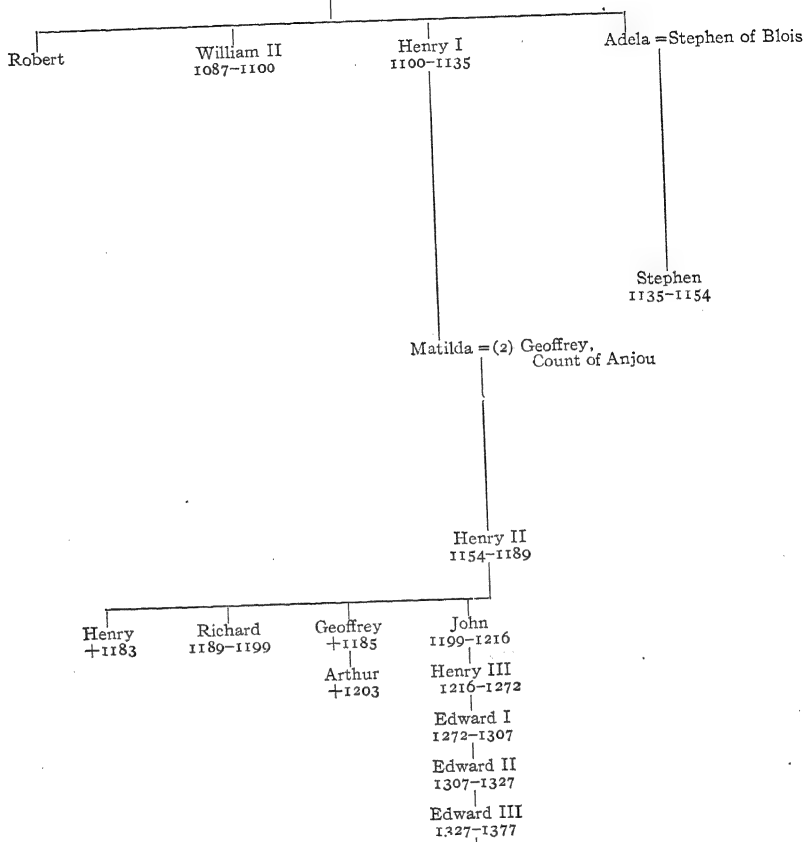 Robert
William II
1087–1100
Henry I
1100–1135
Adela = Stephen of Blois
Stephen
1135–1154
Matilda = (2) Geoffrey,
Count of Anjou
Henry II
1154–1189
Henry
+1183
Richard
1189–1199
Geoffrey
+1185
Arthur
+1203
John
1199–1216
Henry III
1216–1272
Edward I
1272–1307
Edward II
1307–1327
Edward III
1327–1377